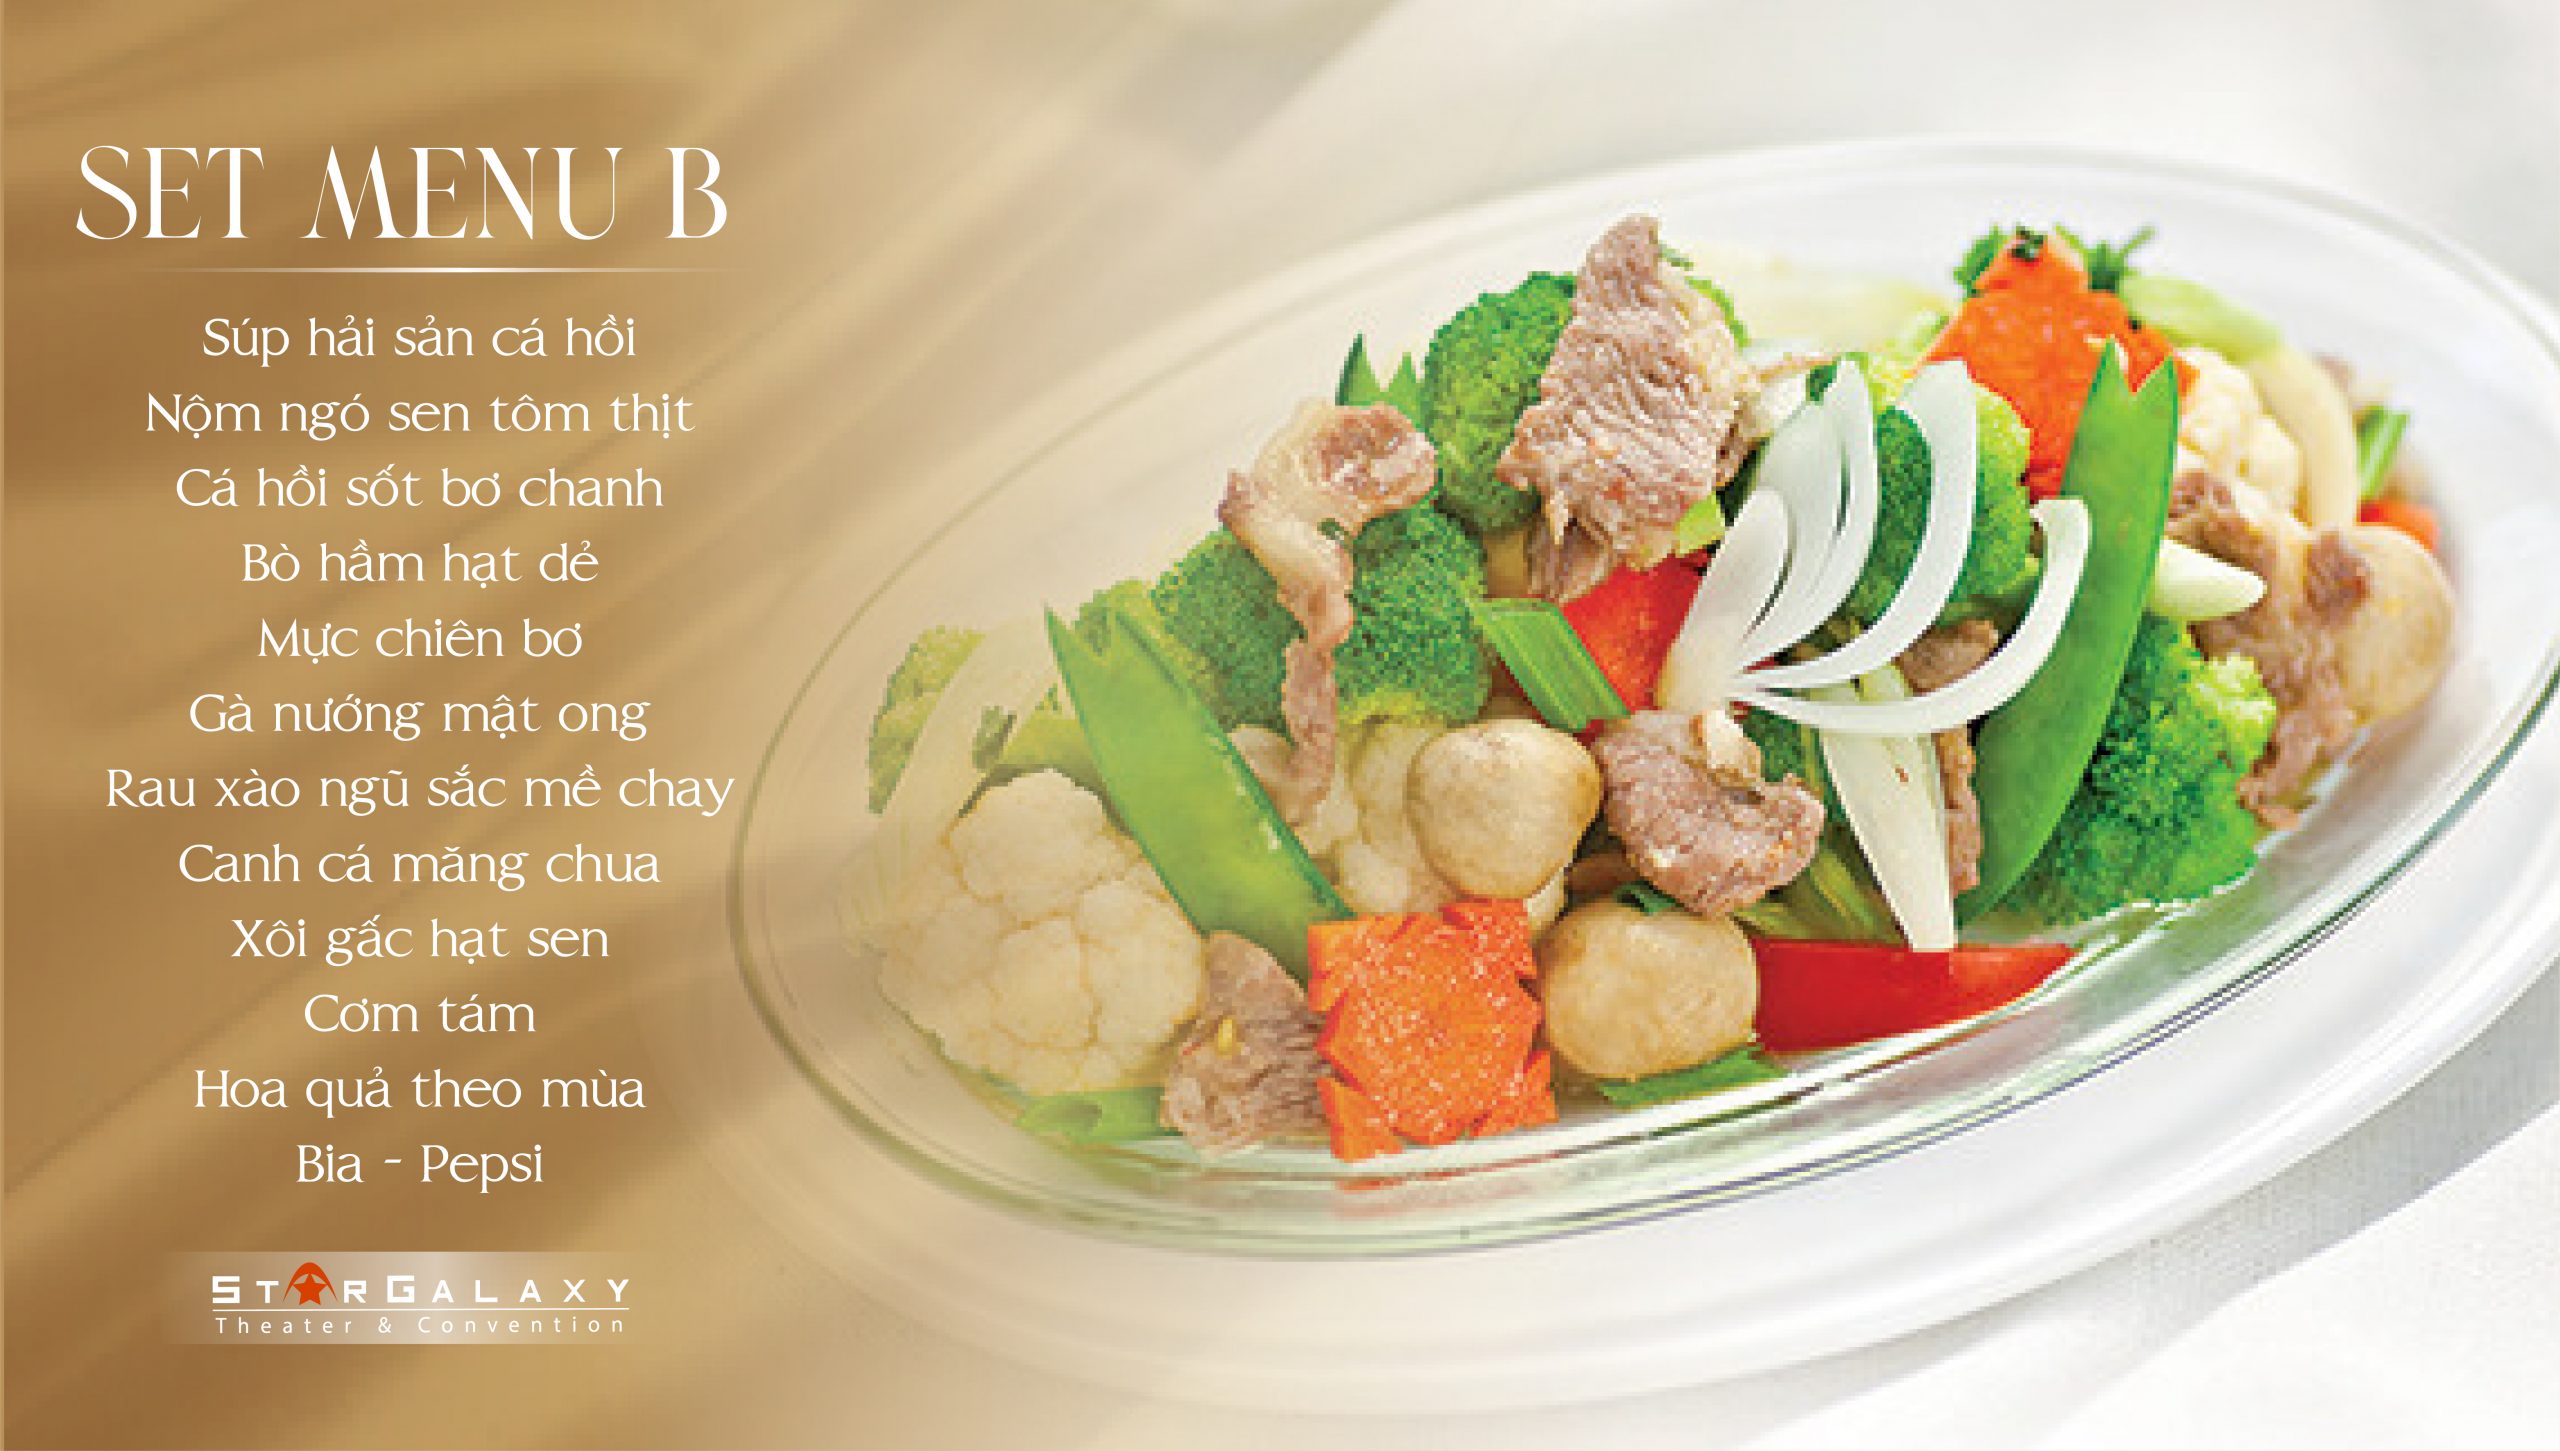 SET MENU B
Súp hải sản cá hồi
Nộm ngó sen tôm thịt
Cá hồi sốt bơ chanh
Bò hầm hạt dẻ
Mực chiên bơ
Gà nướng mật ong
Rau xào ngũ sắc mề chay
Canh cá măng chua
Xôi gấc hạt sen
Cơm tám
Hoa quả theo mùa
Bia - Pepsi
STARGALAXY
Theater & Convention